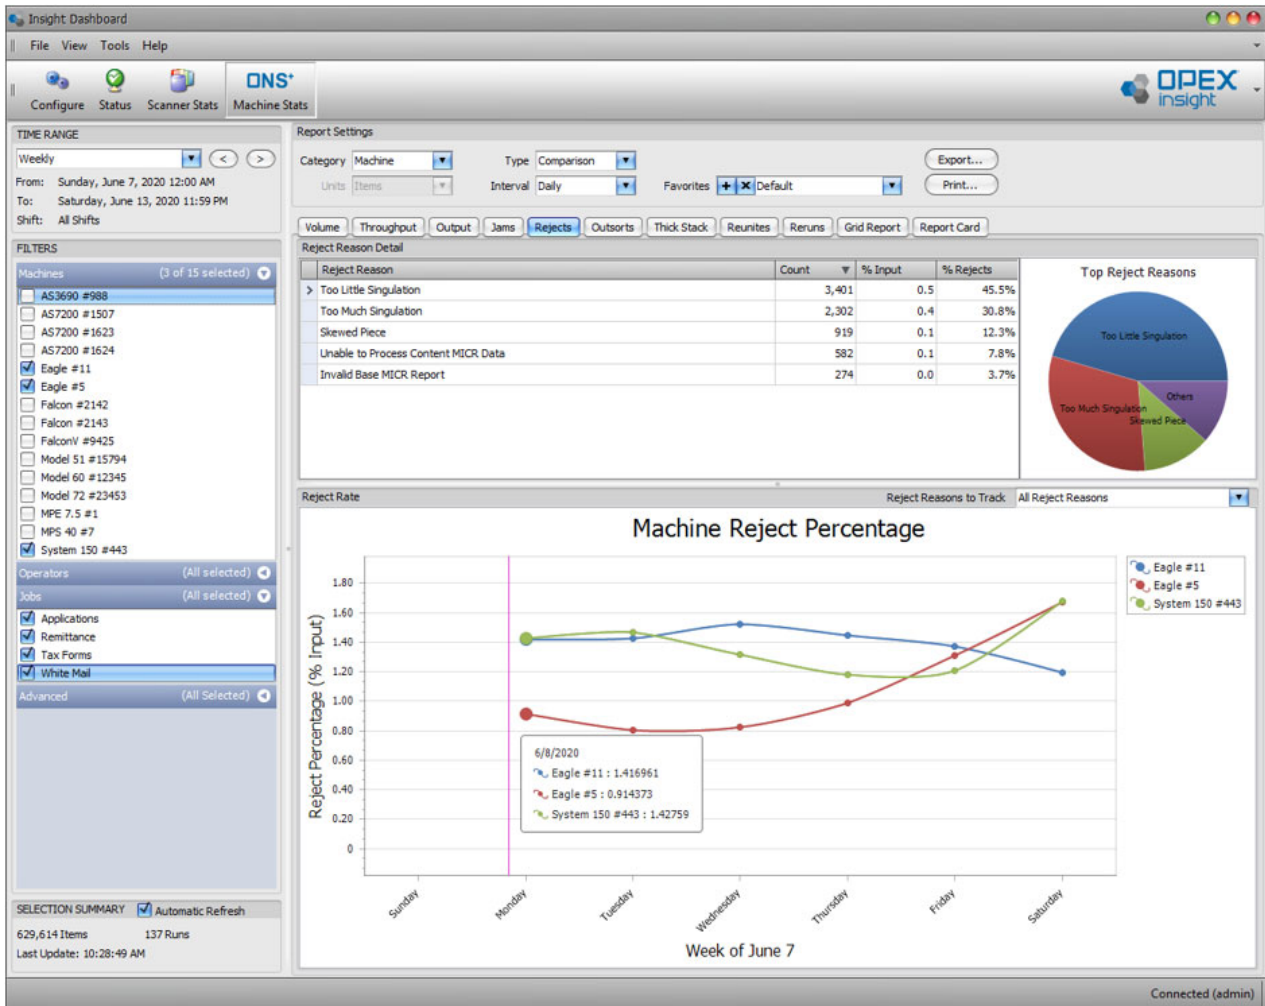 Insight Dashboard
File View Tools Help
Configure Status Scanner Stats ONS+ Machine Stats
OPEX insight
TIME RANGE
Weekly < >
From: Sunday, June 7, 2020 12:00 AM
To: Saturday, June 13, 2020 11:59 PM
Shift: All Shifts
FILTERS
Machines (3 of 15 selected)
AS3690 #988
AS7200 #1507
AS7200 #1623
AS7200 #1624
Eagle #11
Eagle #5
Falcon #2142
Falcon #2143
FalconV #9425
Model 51 #15794
Model 60 #12345
Model 72 #23453
MPE 7.5 #1
MPS 40 #7
System 150 #443
Operators (All selected)
Jobs (All selected)
Applications
Remittance
Tax Forms
White Mail
Advanced (All Selected)
SELECTION SUMMARY Automatic Refresh
629,614 Items 137 Runs
Last Update: 10:28:49 AM
Report Settings
Category Machine Type Comparison Export...
Units Items Interval Daily Favorites Default Print...
Volume Throughput Output Jams Rejects Outsorts Thick Stack Reunites Reruns Grid Report Report Card
Reject Reason Detail
Reject Reason Count % Input % Rejects
Too Little Singulation 3,401 0.5 45.5%
Too Much Singulation 2,302 0.4 30.8%
Skewed Piece 919 0.1 12.3%
Unable to Process Content MICR Data 582 0.1 7.8%
Invalid Base MICR Report 274 0.0 3.7%
Top Reject Reasons
Too Little Singulation
Others
Too Much Singulation
Skewed Piece
Reject Rate Reject Reasons to Track All Reject Reasons
Machine Reject Percentage
Eagle #11
Eagle #5
System 150 #443
Reject Percentage (% Input)
1.80
1.60
1.40
1.20
1.00
0.80
0.60
0.40
0.20
0
6/8/2020
Eagle #11 : 1.416961
Eagle #5 : 0.914373
System 150 #443 : 1.42759
Sunday Monday Tuesday Wednesday Thursday Friday Saturday
Week of June 7
Connected (admin)